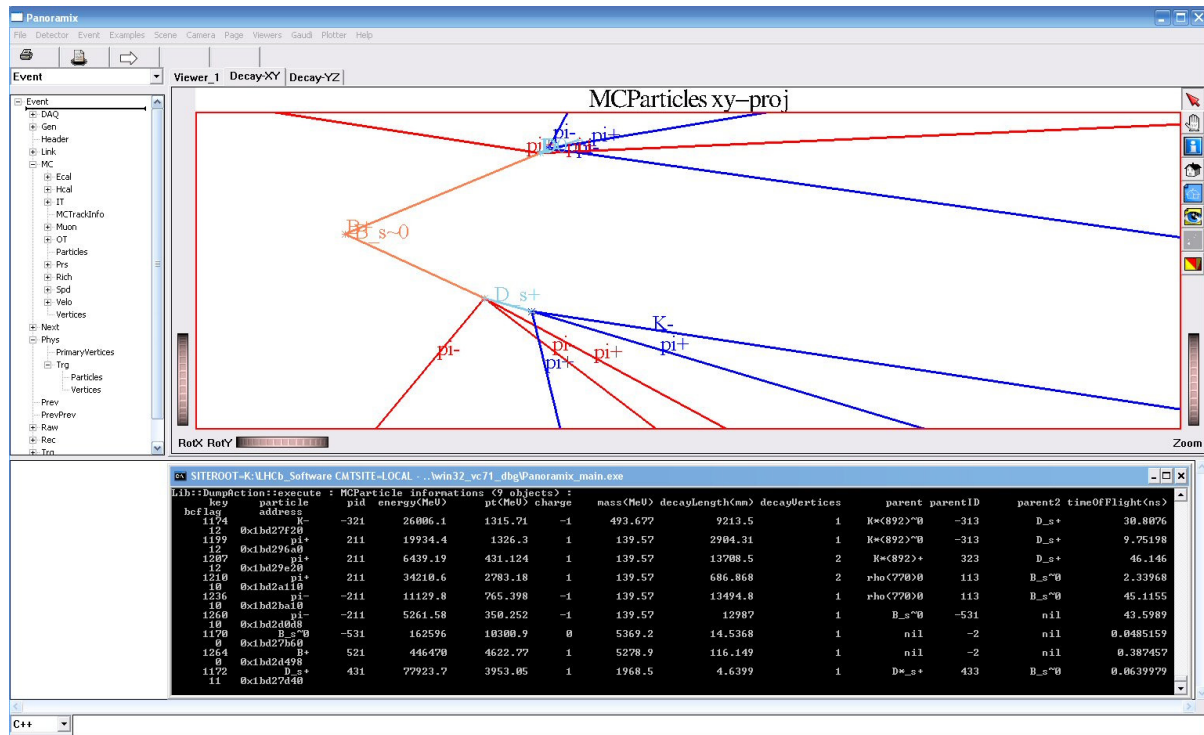 Panoramix
File Detector Event Examples Scene Camera Page Viewers Gaudi Plotter Help
Event
Viewer_1 Decay-XY Decay-YZ
Event
DAQ
Gen
Header
Link
MC
Ecal
Hcal
IT
MCTrackInfo
Muon
OT
Particles
Prs
Rich
Spd
Velo
Vertices
Next
Phys
PrimaryVertices
Trg
Particles
Vertices
Prev
PrevPrev
Raw
Rec
Trg
MCParticles xy-proj
pi-
pi+
pi-
B_s~0
D_s+
K-
pi-
pi-
pi+
pi+
pi+
RotX RotY
Zoom
SITEROOT=K:\LHCb_Software CMTSITE=LOCAL - ..\win32_vc71_dbg\Panoramix_main.exe
Lib::DumpAction::execute : MCParticle informations (9 objects) :
key particle pid energy(MeV) pt(MeV) charge mass(MeV) decayLength(mm) decayVertices parent parentID parent2 timeOfFlight(ns)
bcflag address
1174 K- -321 26006.1 1315.71 -1 493.677 9213.5 1 K*(892)~0 -313 D_s+ 30.8076
12 0x1bd27f20
1199 pi+ 211 19934.4 1326.3 1 139.57 2904.31 1 K*(892)~0 -313 D_s+ 9.75198
12 0x1bd296a0
1207 pi+ 211 6439.19 431.124 1 139.57 13708.5 2 K*(892)+ 323 D_s+ 46.146
12 0x1bd29e20
1210 pi+ 211 34210.6 2783.18 1 139.57 686.868 2 rho(770)0 113 B_s~0 2.33968
10 0x1bd2a110
1236 pi- -211 11129.8 765.398 -1 139.57 13494.8 1 rho(770)0 113 B_s~0 45.1155
10 0x1bd2ba10
1260 pi- -211 5261.58 350.252 -1 139.57 12987 1 B_s~0 -531 nil 43.5989
10 0x1bd2d0d8
1170 B_s~0 -531 162596 10300.9 0 5369.2 14.5368 1 nil -2 nil 0.0485159
0 0x1bd27b60
1264 B+ 521 446470 4622.77 1 5278.9 116.149 1 nil -2 nil 0.387457
0 0x1bd2d498
1172 D_s+ 431 77923.7 3953.05 1 1968.5 4.6399 1 D*_s+ 433 B_s~0 0.0639979
11 0x1bd27d40
C++